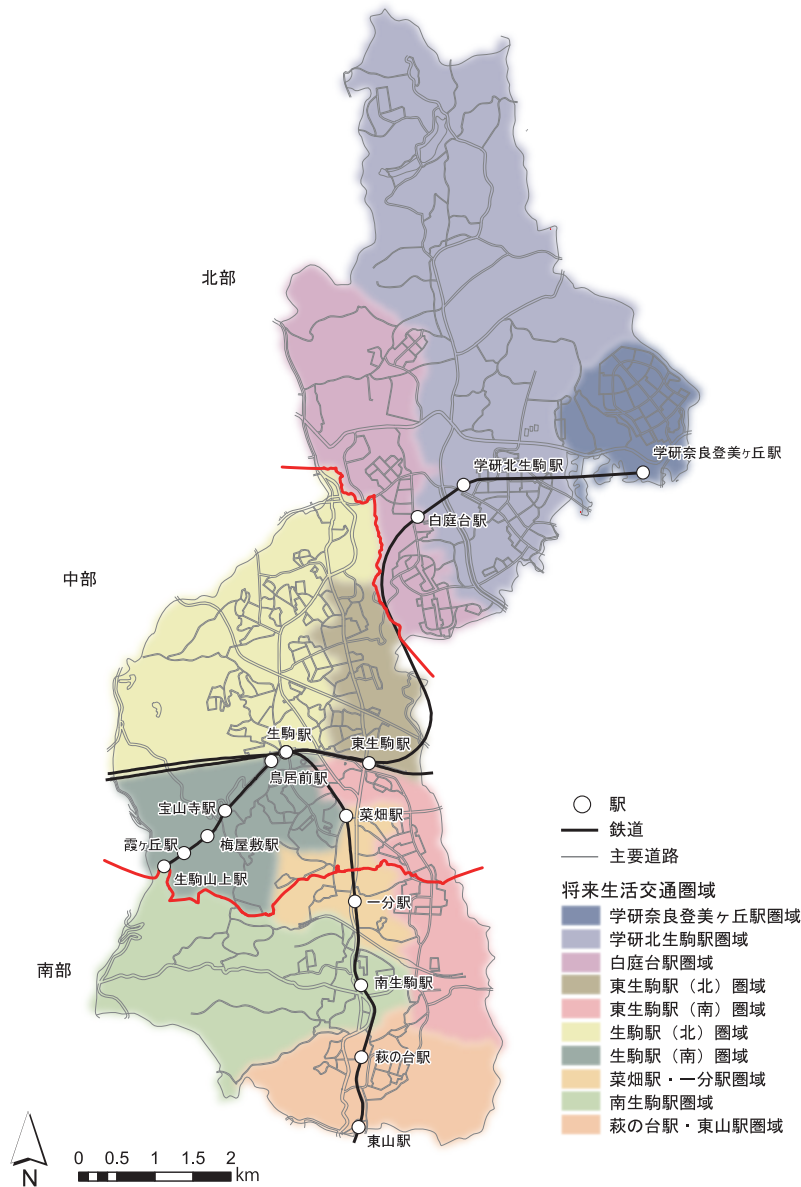 北部
学研奈良登美ヶ丘駅
学研北生駒駅
白庭台駅
中部
生駒駅
東生駒駅
鳥居前駅
宝山寺駅
菜畑駅
霞ヶ丘駅
梅屋敷駅
生駒山上駅
一分駅
南部
南生駒駅
萩の台駅
東山駅
駅
鉄道
主要道路
将来生活交通圏域
学研奈良登美ヶ丘駅圏域
学研北生駒駅圏域
白庭台駅圏域
東生駒駅（北）圏域
東生駒駅（南）圏域
生駒駅（北）圏域
生駒駅（南）圏域
菜畑駅・一分駅圏域
南生駒駅圏域
萩の台駅・東山駅圏域
N
0 0.5 1 1.5 2
km